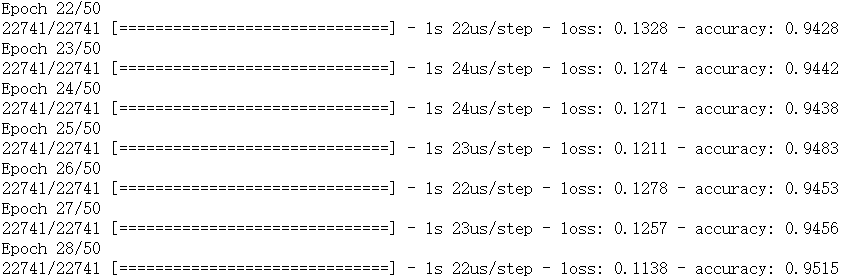 Epoch 22/50
22741/22741 [==============================] - 1s 22us/step - loss: 0.1328 - accuracy: 0.9428
Epoch 23/50
22741/22741 [==============================] - 1s 24us/step - loss: 0.1274 - accuracy: 0.9442
Epoch 24/50
22741/22741 [==============================] - 1s 24us/step - loss: 0.1271 - accuracy: 0.9438
Epoch 25/50
22741/22741 [==============================] - 1s 23us/step - loss: 0.1211 - accuracy: 0.9483
Epoch 26/50
22741/22741 [==============================] - 1s 22us/step - loss: 0.1278 - accuracy: 0.9453
Epoch 27/50
22741/22741 [==============================] - 1s 23us/step - loss: 0.1257 - accuracy: 0.9456
Epoch 28/50
22741/22741 [==============================] - 1s 22us/step - loss: 0.1138 - accuracy: 0.9515